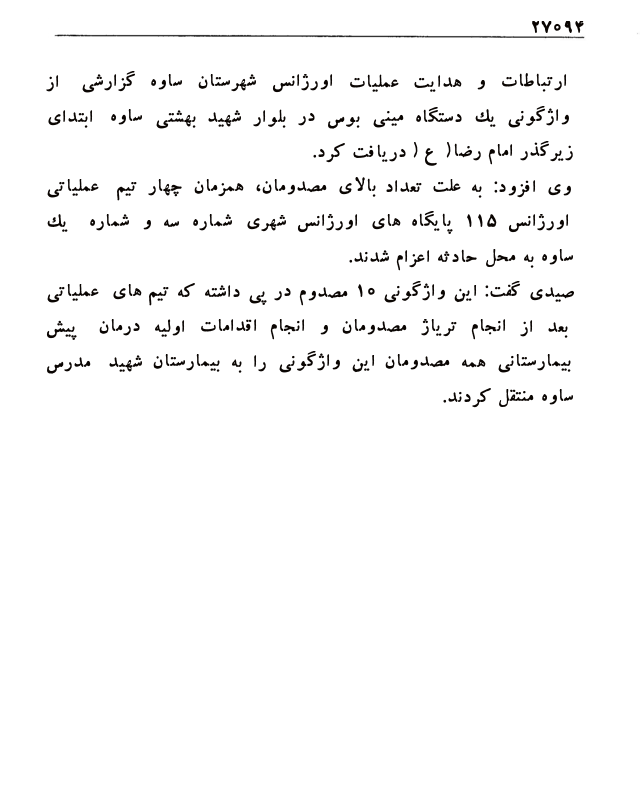 ۲۷۰۹۴
ارتباطات و هدایت عملیات اورژانس شهرستان ساوه گزارشی از
واژگونی یك دستگاه مینی بوس در بلوار شهید بهشتی ساوه ابتدای
زیرگذر امام رضا( ع ( دریافت کرد.
وی افزود: به علت تعداد بالای مصدومان، همزمان چهار تیم عملیاتی
اورژانس ۱۱۵ پایگاه های اورژانس شهری شماره سه و شماره یك
ساوه به محل حادثه اعزام شدند.
صیدی گفت: این واژگونی ۱۰ مصدوم در پی داشته که تیم های عملیاتی
بعد از انجام تریاژ مصدومان و انجام اقدامات اولیه درمان پیش
بیمارستانی همه مصدومان این واژگونی را به بیمارستان شهید مدرس
ساوه منتقل کردند.